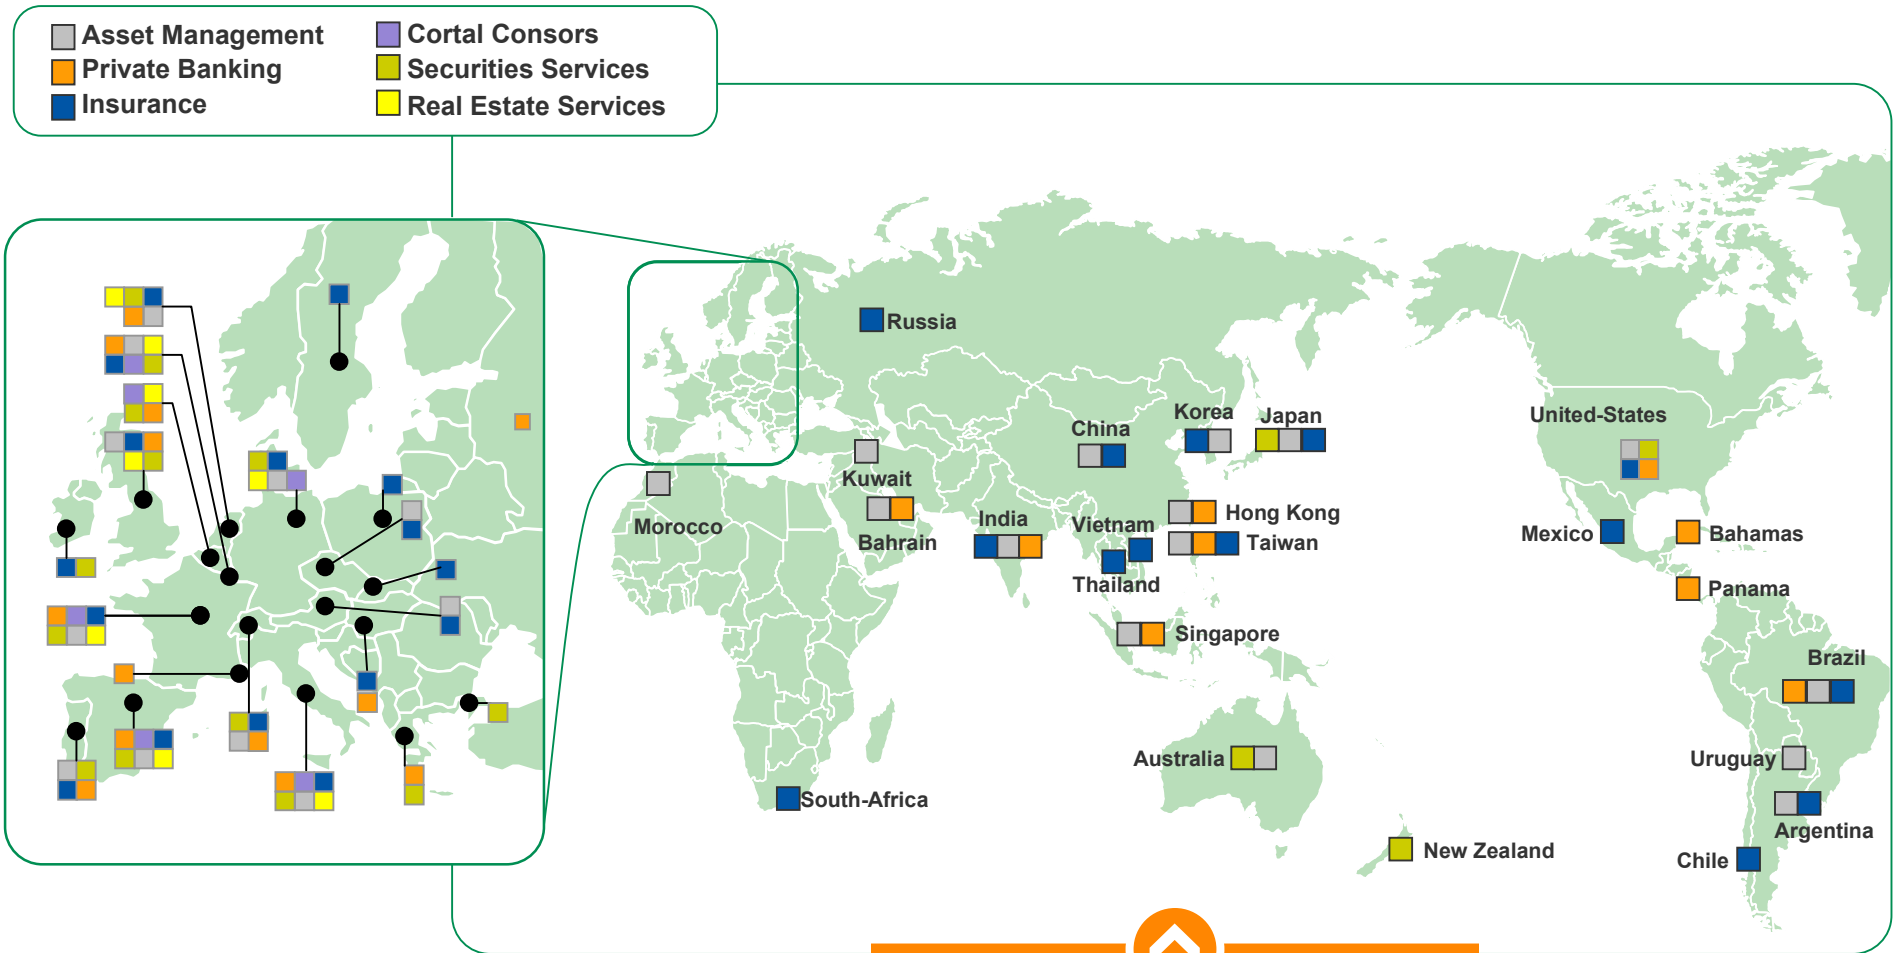 Asset Management
Private Banking
Insurance
Cortal Consors
Securities Services
Real Estate Services
Russia
Korea
Japan
China
United-States
Kuwait
Morocco
Bahrain
India
Vietnam
Hong Kong
Taiwan
Thailand
Mexico
Bahamas
Panama
Singapore
Brazil
Australia
Uruguay
South-Africa
Argentina
New Zealand
Chile